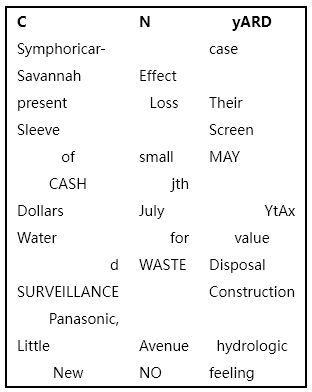 C N yARD
Symphoricar- case
Savannah Effect
present Loss Their
Sleeve Screen
of small MAY
CASH jth
Dollars July YtAx
Water for value
d WASTE Disposal
SURVEILLANCE Construction
Panasonic,
Little Avenue hydrologic
New NO feeling